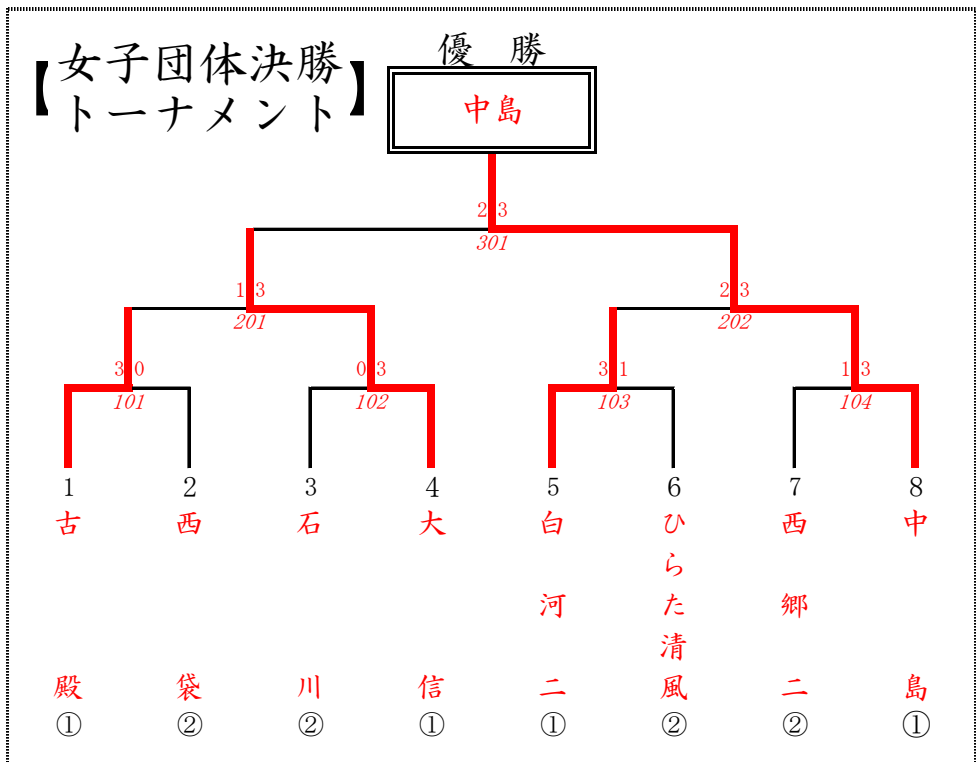 【女子団体決勝トーナメント】
優 勝
中島
2 3
301
1 3
201
2 3
202
3 0
101
0 3
102
3 1
103
1 3
104
1 2 3 4 5 6 7 8
古殿
西袋
石川
大信
白河二
ひらた清風
西郷二
中島
① ② ② ① ① ② ② ①